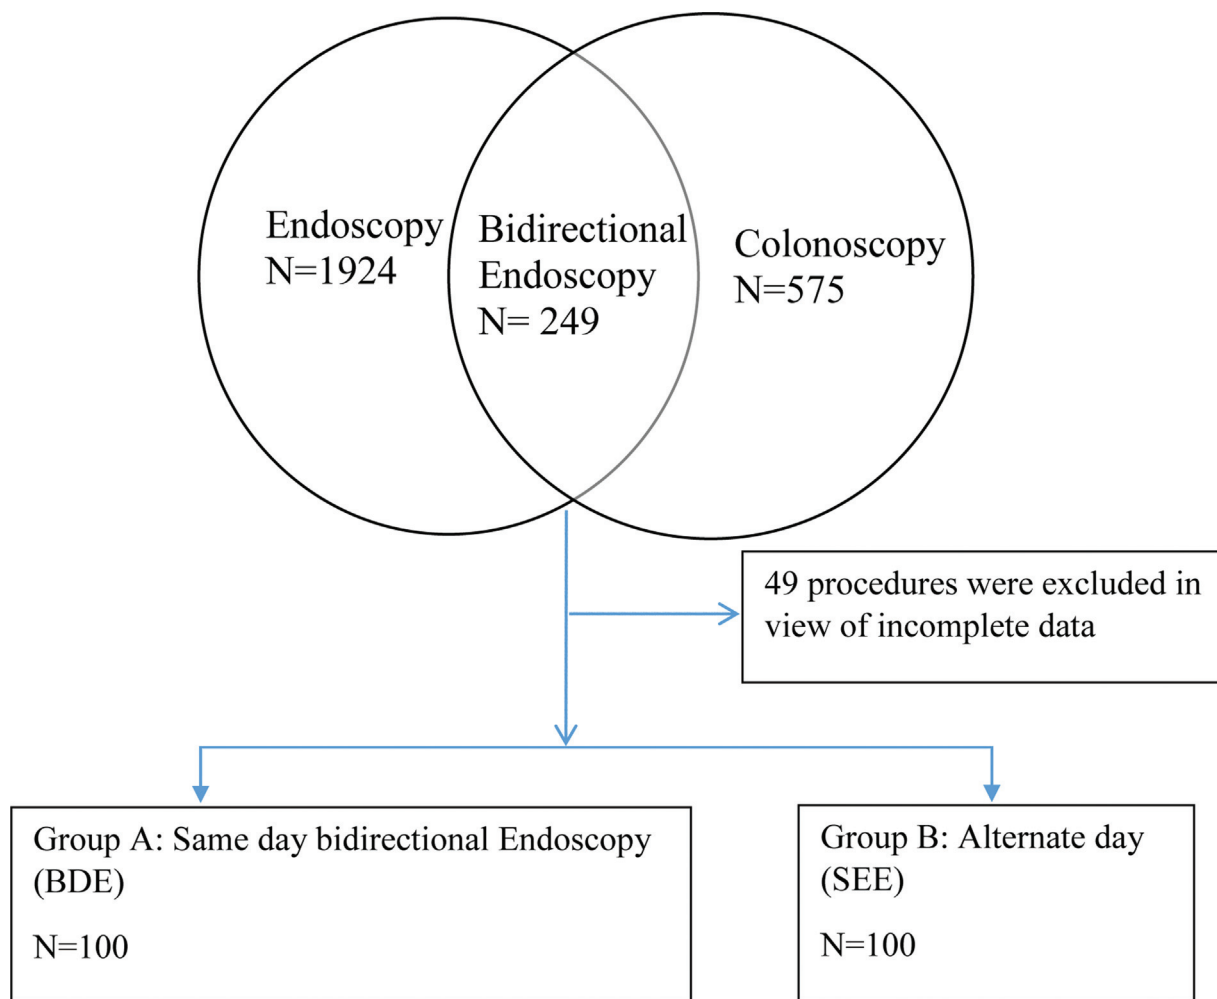 Endoscopy
N=1924
Bidirectional
Endoscopy
N= 249
Colonoscopy
N=575
49 procedures were excluded in
view of incomplete data
Group A: Same day bidirectional Endoscopy
(BDE)
N=100
Group B: Alternate day
(SEE)
N=100